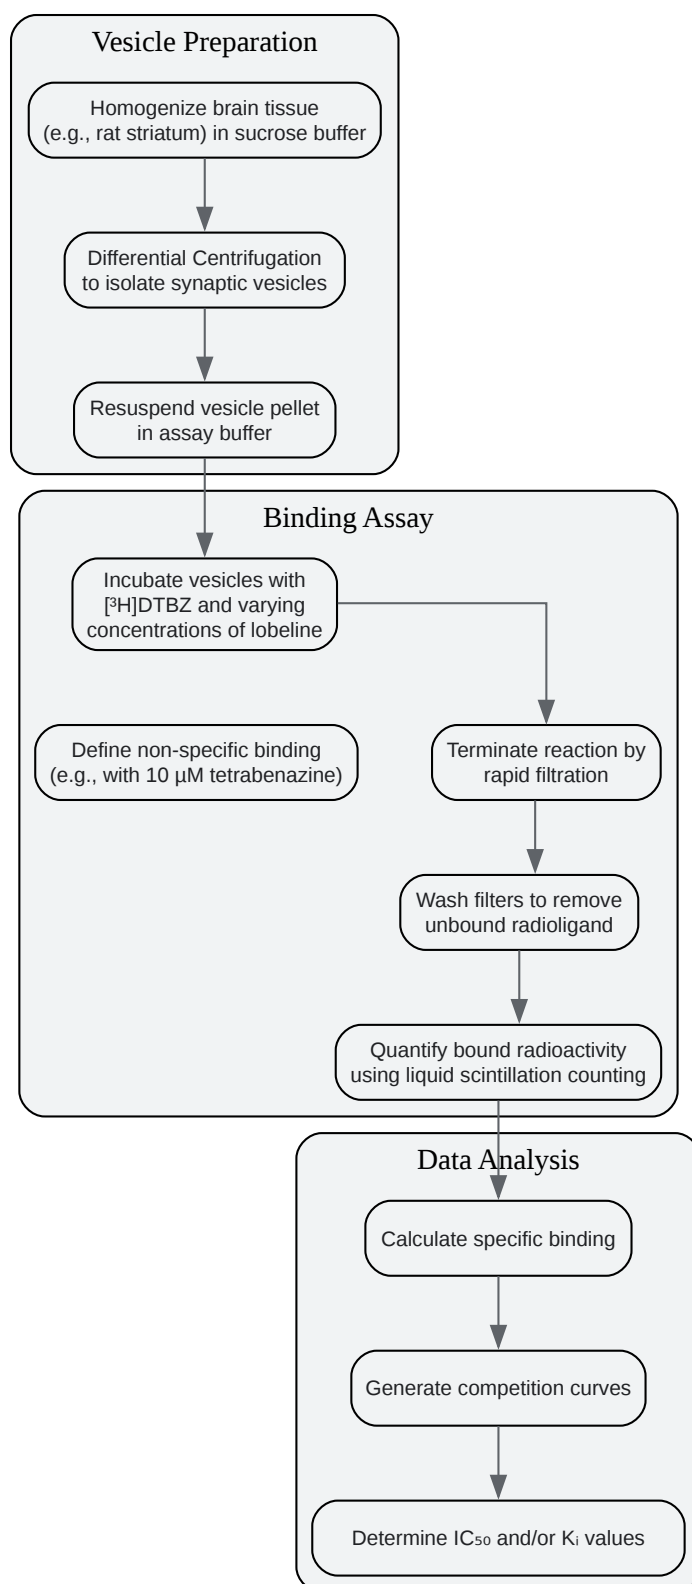 Vesicle Preparation
Homogenize brain tissue
(e.g., rat striatum) in sucrose buffer
Differential Centrifugation
to isolate synaptic vesicles
Resuspend vesicle pellet
in assay buffer
Binding Assay
Incubate vesicles with
[³H]DTBZ and varying
concentrations of lobeline
Define non-specific binding
(e.g., with 10 µM tetrabenazine)
Terminate reaction by
rapid filtration
Wash filters to remove
unbound radioligand
Quantify bound radioactivity
using liquid scintillation counting
Data Analysis
Calculate specific binding
Generate competition curves
Determine IC₅₀ and/or Kᵢ values